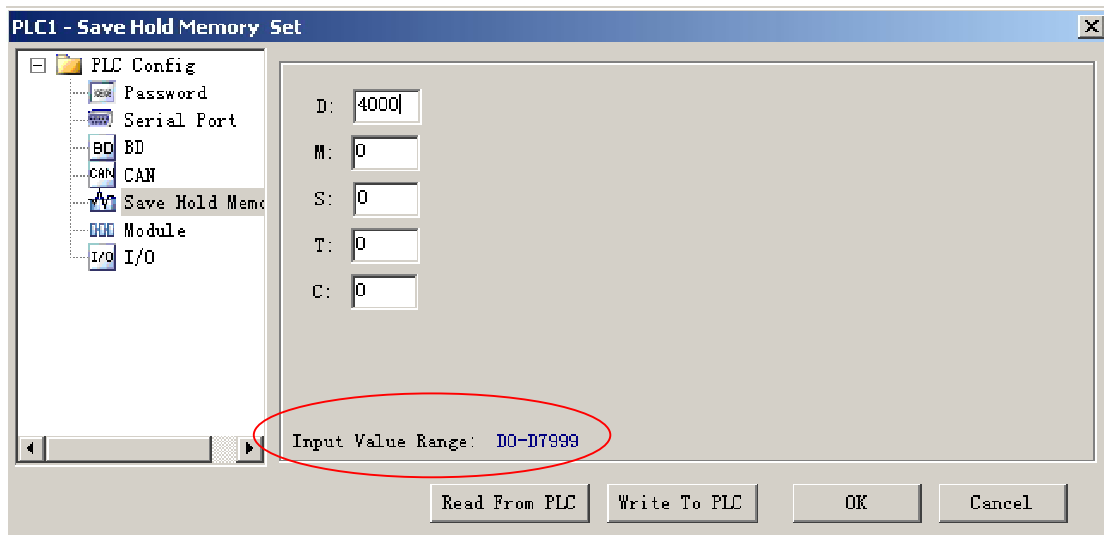 PLC1 - Save Hold Memory Set
PLC Config
Password
Serial Port
BD BD
CAN CAN
Save Hold Memo
Module
I/O I/O
D: 4000
M: 0
S: 0
T: 0
C: 0
Input Value Range: D0-D7999
Read From PLC Write To PLC OK Cancel